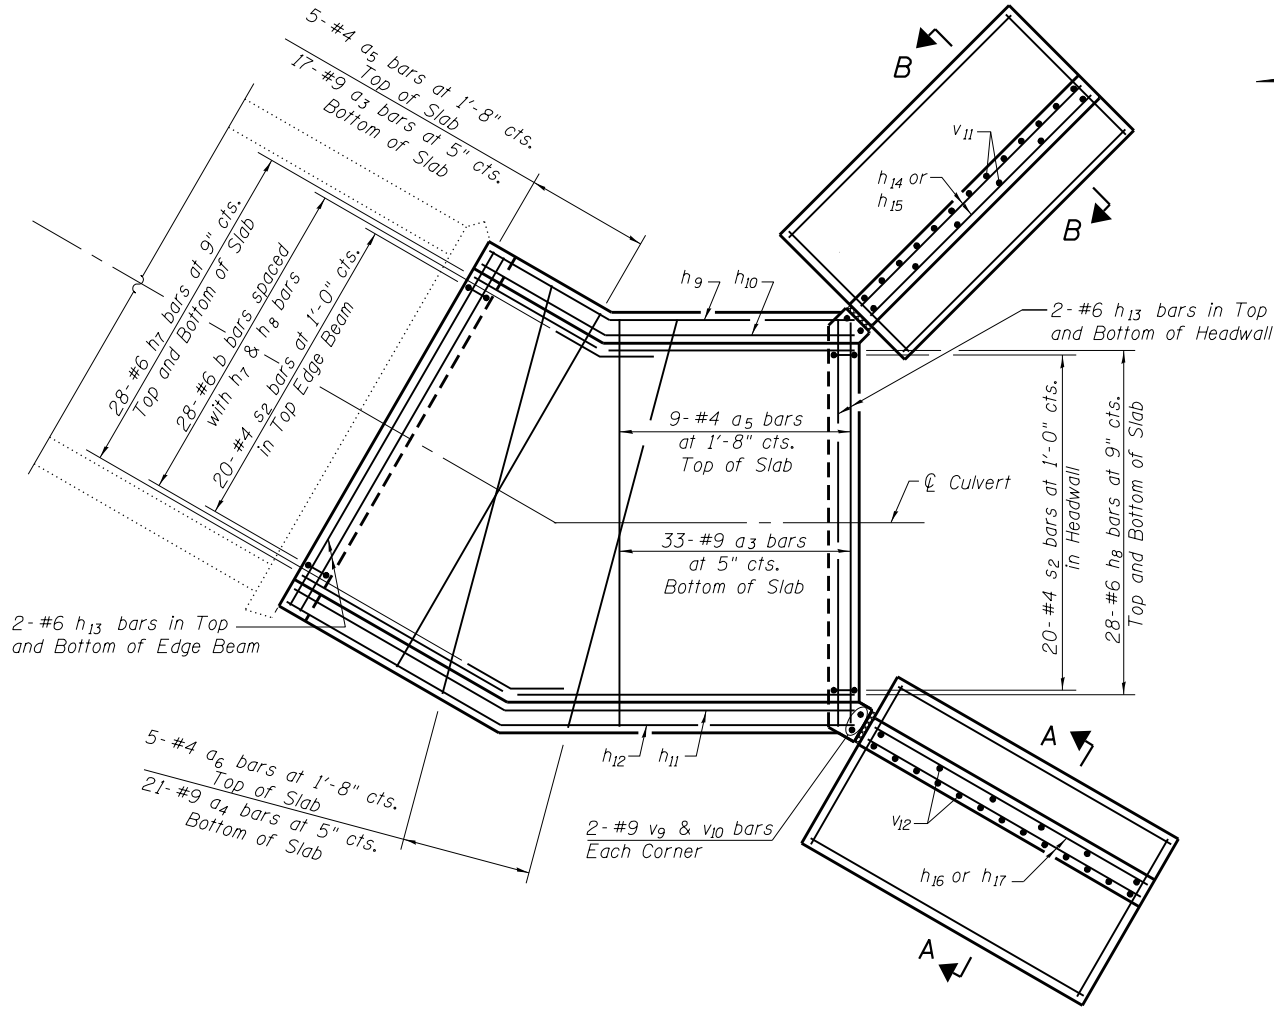 5-#4 a5 bars at 1'-8" cts.
Top of Slab
17-#9 a3 bars at 5" cts.
Bottom of Slab
B
v11
h14 or
h15
B
28-#6 h7 bars at 9" cts.
Top and Bottom of Slab
28-#6 b bars spaced
with h7 & h8 bars
20-#4 s2 bars at 1'-0" cts.
in Top Edge Beam
h9
h10
2-#6 h13 bars in Top
and Bottom of Headwall
9-#4 a5 bars
at 1'-8" cts.
Top of Slab
℄ Culvert
33-#9 a3 bars
at 5" cts.
Bottom of Slab
20-#4 s2 bars at 1'-0" cts.
in Headwall
28-#6 h8 bars at 9" cts.
Top and Bottom of Slab
2-#6 h13 bars in Top
and Bottom of Edge Beam
5-#4 a6 bars at 1'-8" cts.
Top of Slab
21-#9 a4 bars at 5" cts.
Bottom of Slab
h12
h11
A
2-#9 v9 & v10 bars
Each Corner
v12
h16 or h17
A